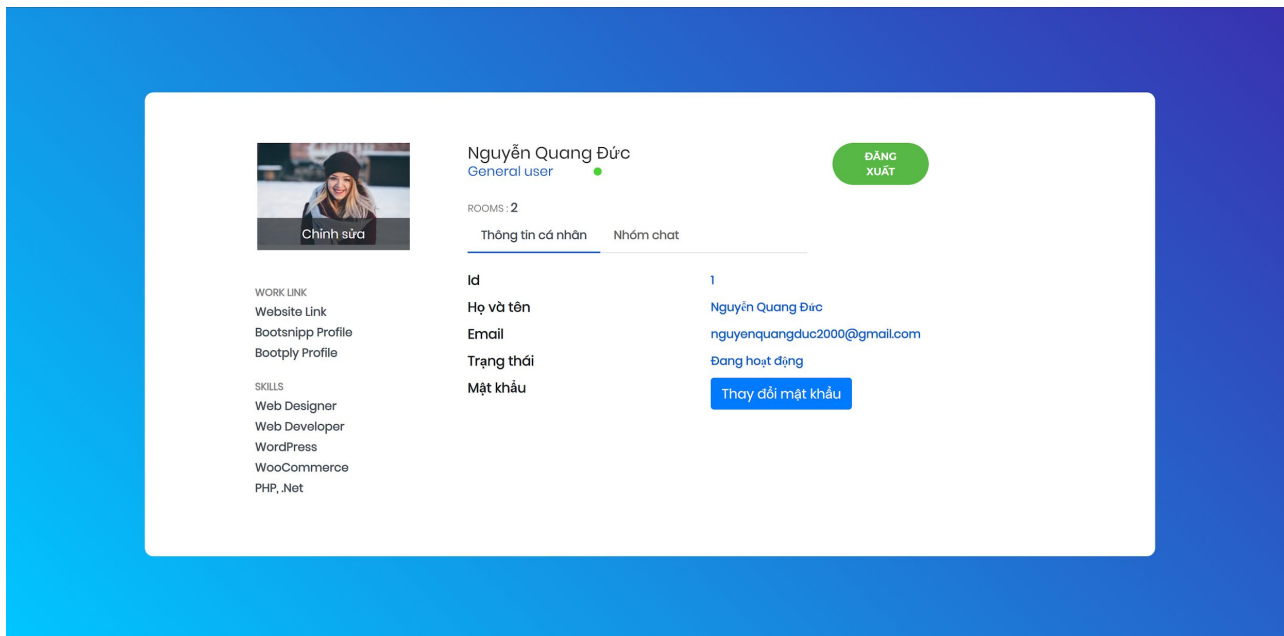 Nguyễn Quang Đức
General user
ĐĂNG
XUẤT
ROOMS : 2
Chỉnh sửa
Thông tin cá nhân
Nhóm chat
WORK LINK
Website Link
Bootsnipp Profile
Bootply Profile
SKILLS
Web Designer
Web Developer
WordPress
WooCommerce
PHP, .Net
Id
1
Họ và tên
Nguyễn Quang Đức
Email
nguyenquangduc2000@gmail.com
Trạng thái
Đang hoạt động
Mật khẩu
Thay đổi mật khẩu